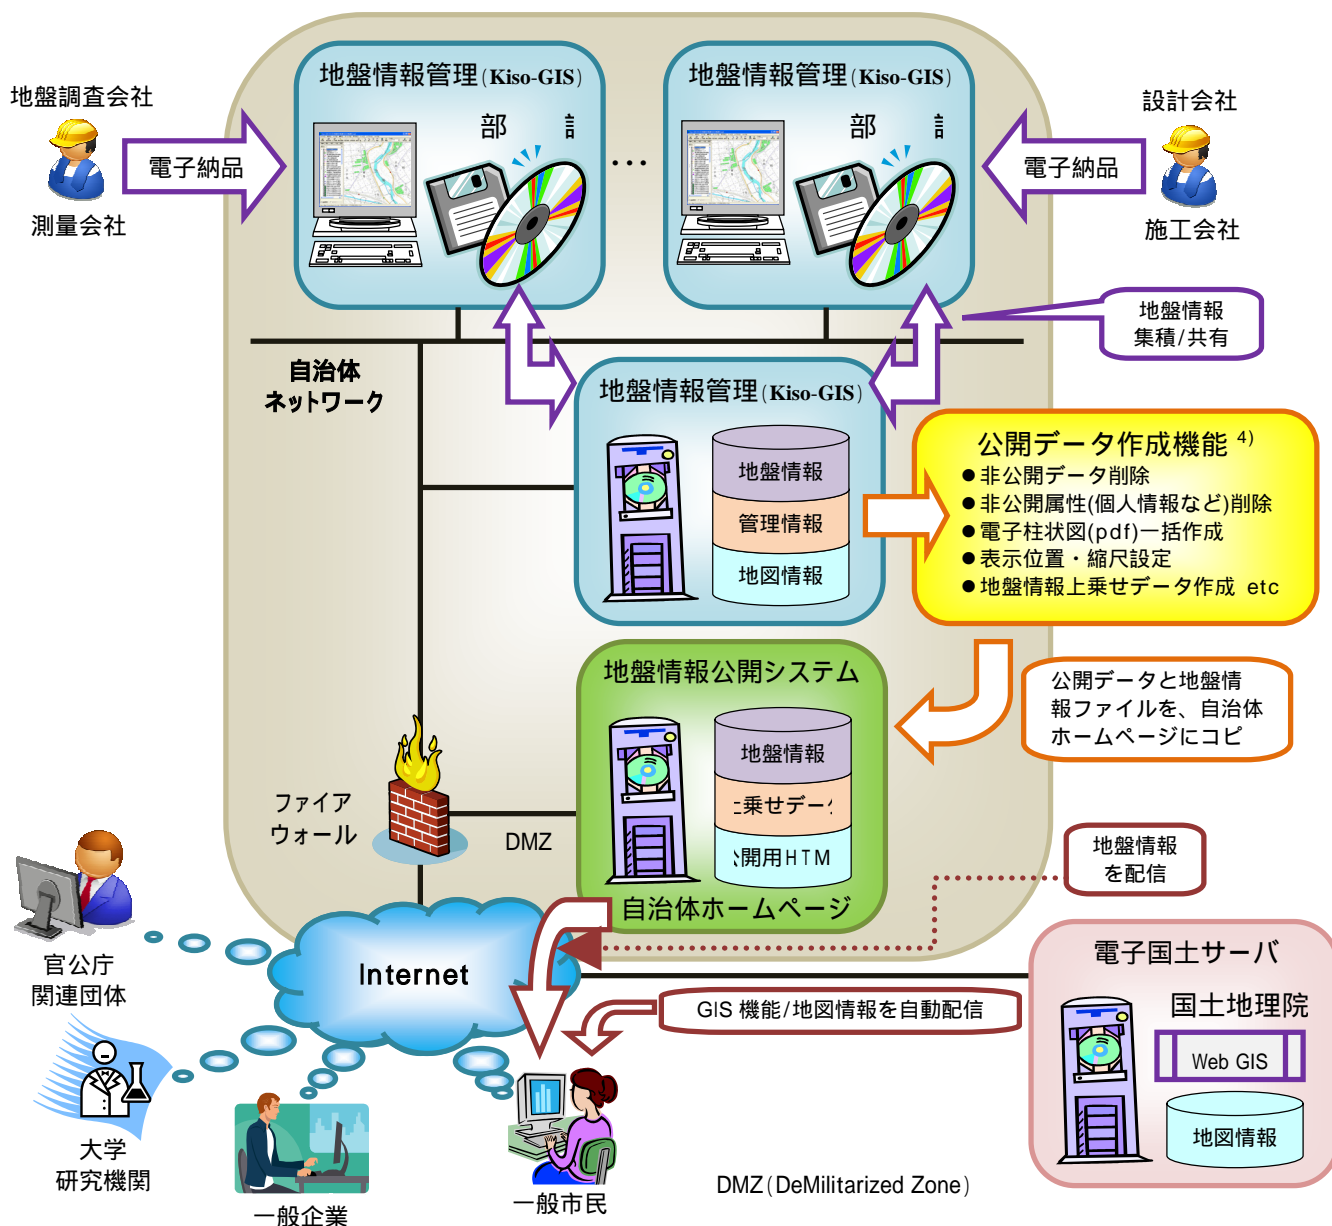 地盤情報管理(Kiso-GIS)
地盤情報管理(Kiso-GIS)
部
部
…
地盤調査会社
電子納品
測量会社
設計会社
電子納品
施工会社
地盤情報
集積/共有
自治体
ネットワーク
地盤情報管理(Kiso-GIS)
地盤情報
管理情報
地図情報
公開データ作成機能 4)
●非公開データ削除
●非公開属性(個人情報など)削除
●電子柱状図(pdf)一括作成
●表示位置・縮尺設定
●地盤情報上乗せデータ作成 etc
地盤情報公開システム
地盤情報
乗せデータ
開用HTM
自治体ホームページ
公開データと地盤情
報ファイルを、自治体
ホームページにコピ
ファイア
ウォール
DMZ
地盤情報
を配信
Internet
官公庁
関連団体
GIS 機能/地図情報を自動配信
電子国土サーバ
国土地理院
Web GIS
地図情報
大学
研究機関
一般企業
一般市民
DMZ(DeMilitarized Zone)